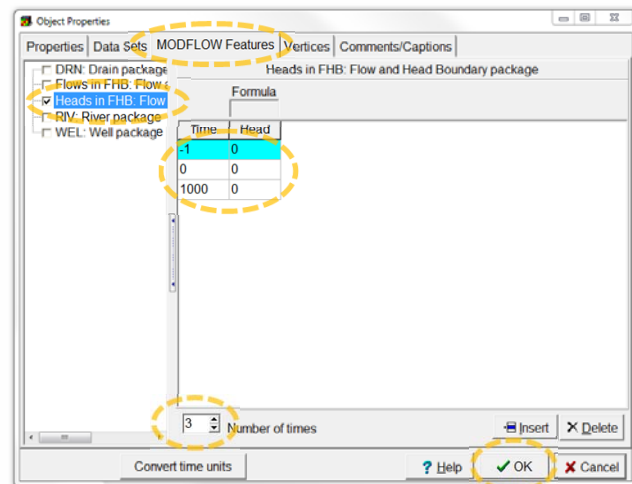 Object Properties
Properties Data Sets MODFLOW Features Vertices Comments/Captions
DRN: Drain package
Flows in FHB: Flow
Heads in FHB: Flow
RIV: River package
WEL: Well package
Heads in FHB: Flow and Head Boundary package
Formula
Time Head
-1 0
0 0
1000 0
3 Number of times
Insert Delete
Convert time units ? Help OK Cancel